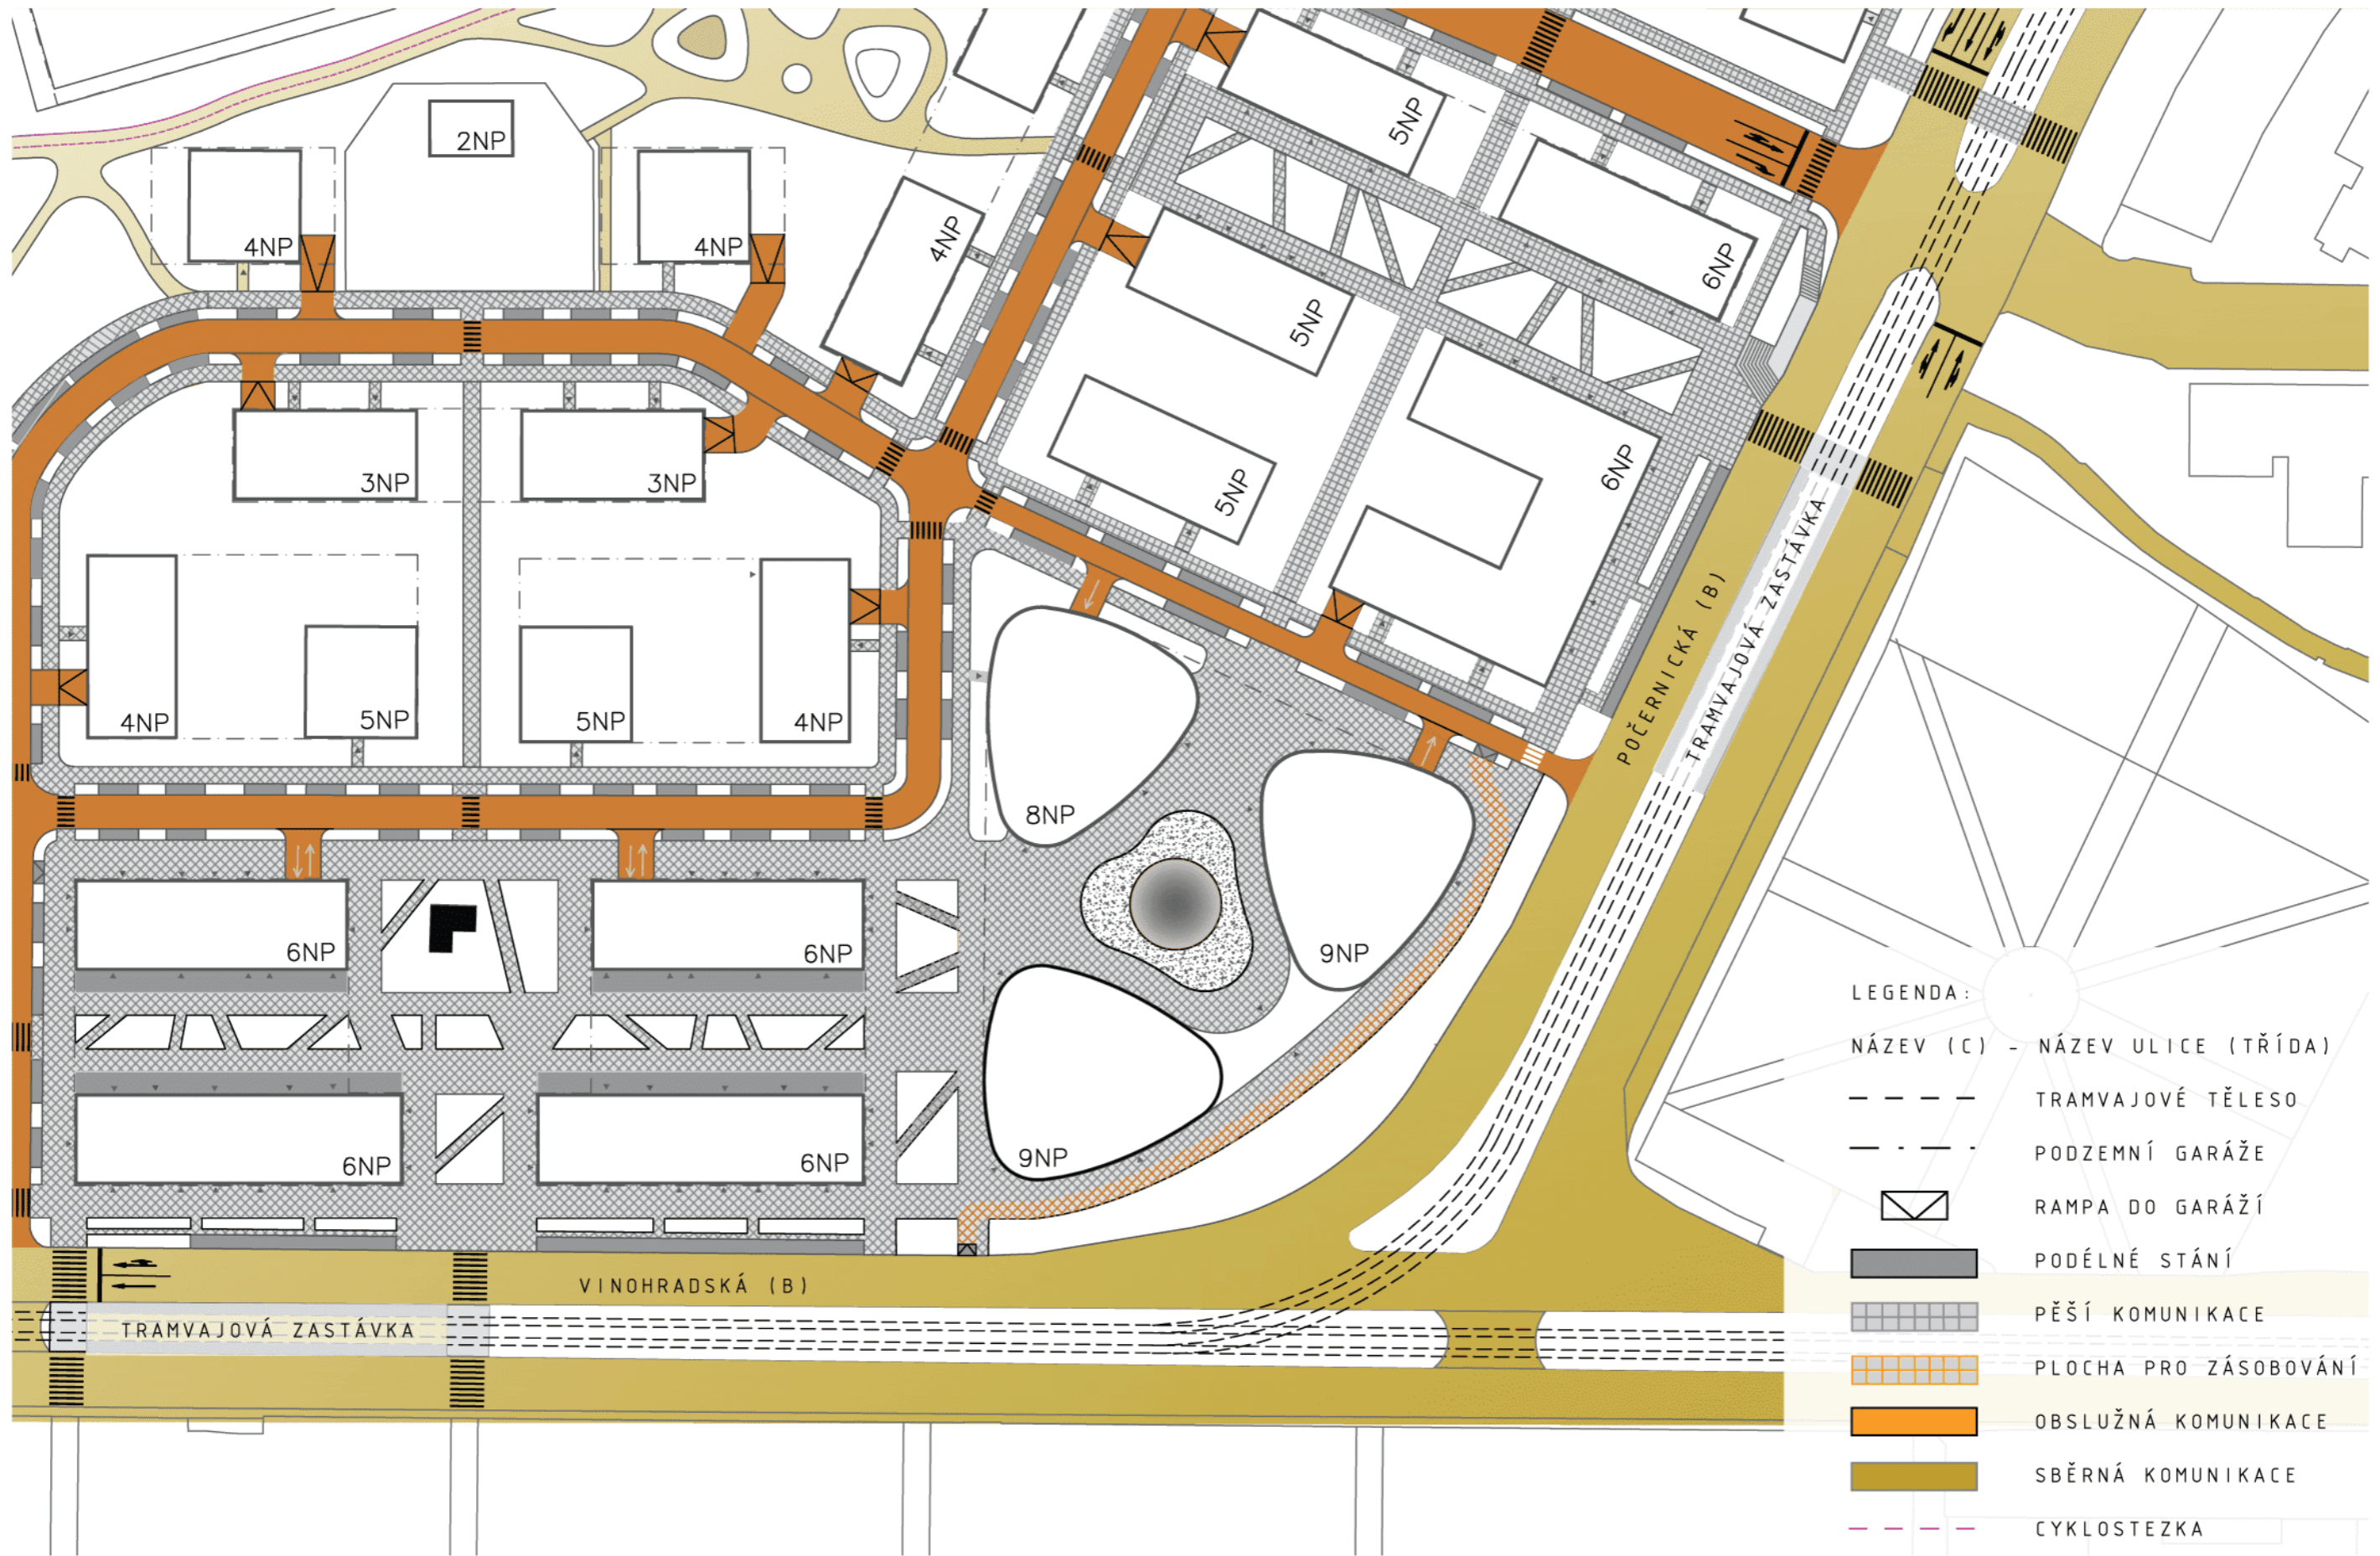 2NP
4NP
4NP
4NP
5NP
6NP
5NP
5NP
6NP
3NP
3NP
4NP
5NP
5NP
4NP
8NP
9NP
9NP
6NP
6NP
6NP
6NP
POČERNICKÁ (B)
TRAMVAJOVÁ ZASTÁVKA
VINOHRADSKÁ (B)
TRAMVAJOVÁ ZASTÁVKA
LEGENDA:
NÁZEV (C) - NÁZEV ULICE (TŘÍDA)
TRAMVAJOVÉ TĚLESO
PODZEMNÍ GARÁŽE
RAMPA DO GARÁŽÍ
PODÉLNÉ STÁNÍ
PĚŠÍ KOMUNIKACE
PLOCHA PRO ZÁSOBOVÁNÍ
OBSLUŽNÁ KOMUNIKACE
SBĚRNÁ KOMUNIKACE
CYKLOSTEZKA